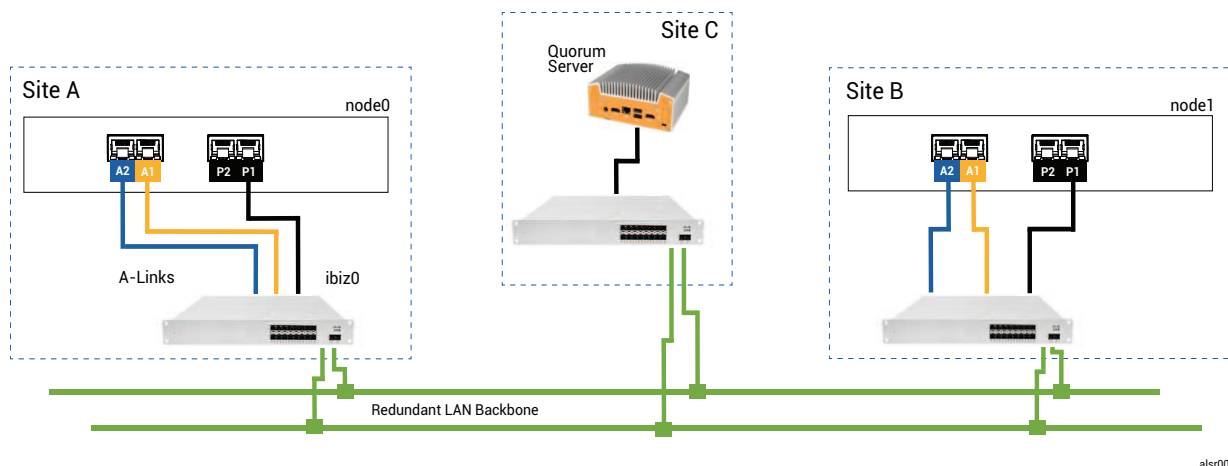 Site C
Quorum
Server
Site A
node0
A2 A1 P2 P1
A-Links
ibiz0
Site B
node1
A2 A1 P2 P1
Redundant LAN Backbone